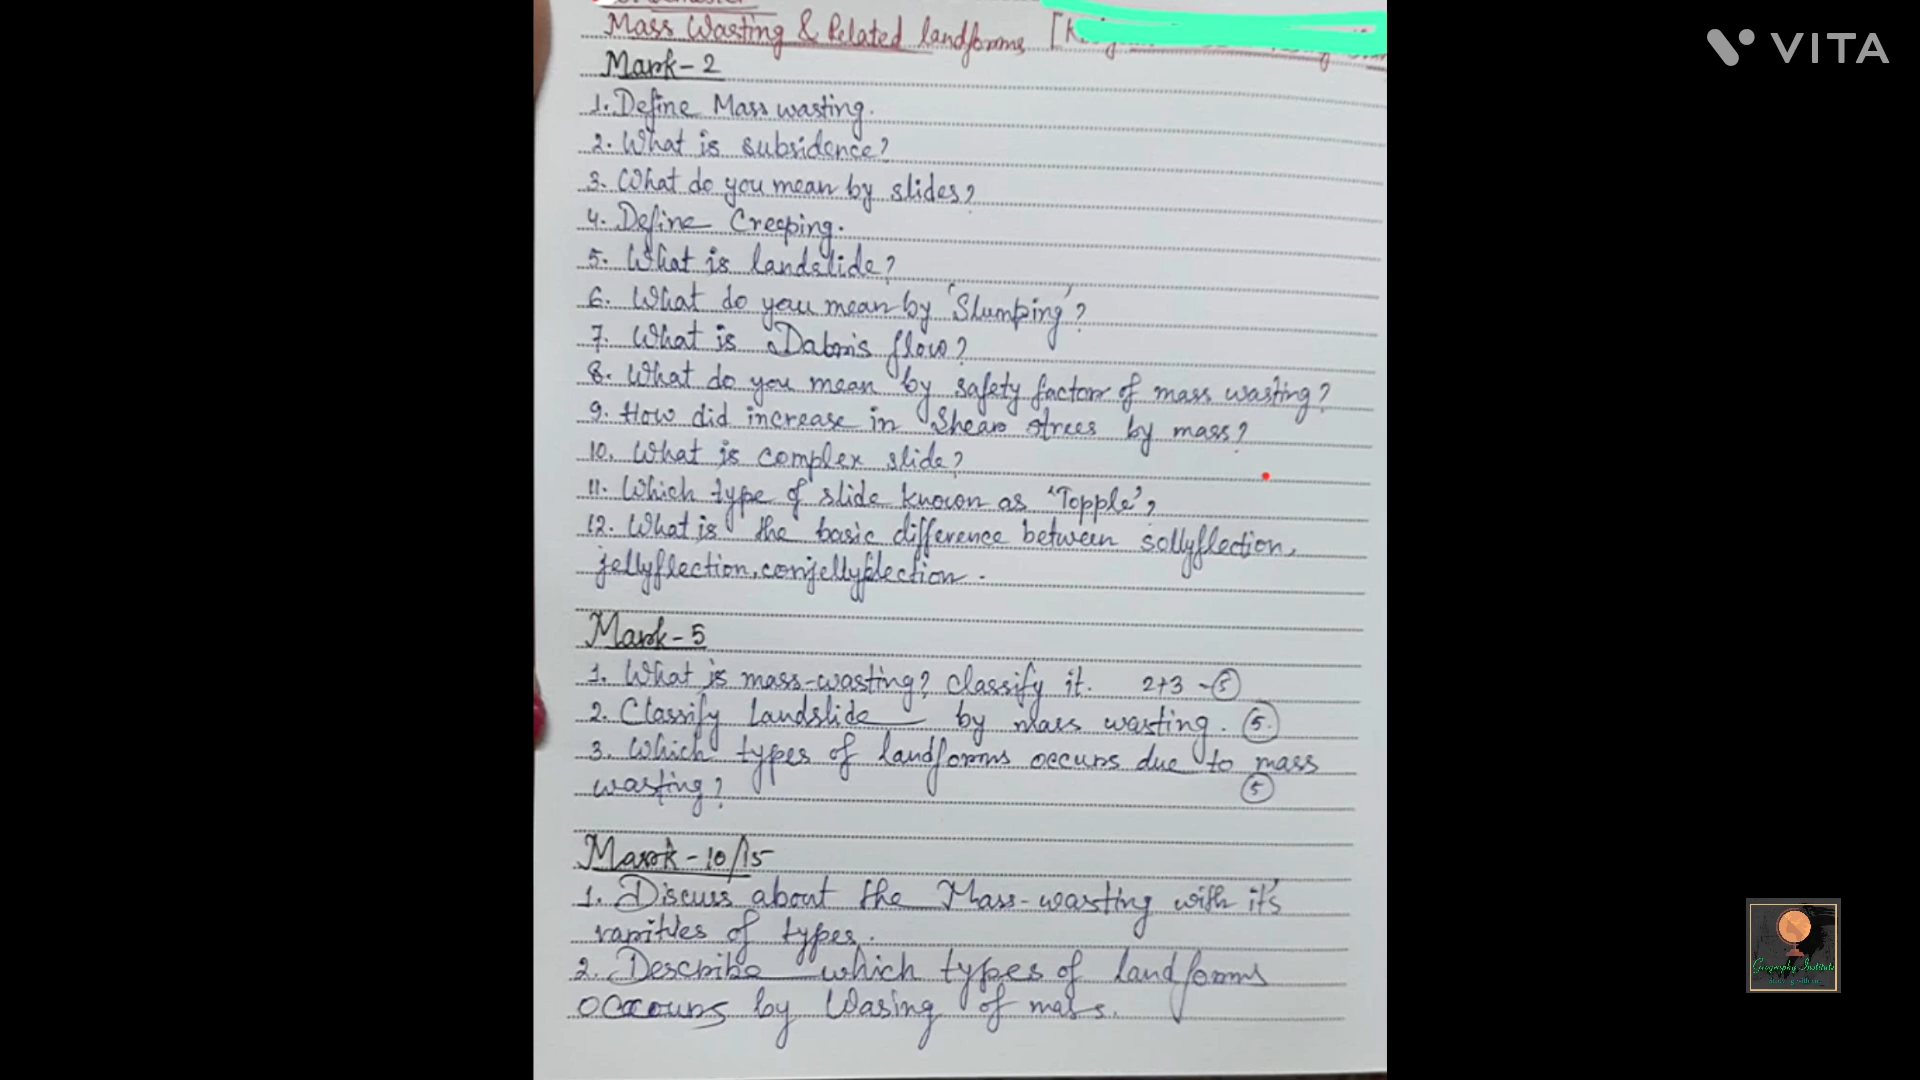 Mass Wasting & Related landforms [K
VITA
Mark-2
1. Define Mass wasting.
2. What is subsidence?
3. What do you mean by slides?
4. Define Creeping.
5. What is landslide?
6. What do you mean by 'Slumping'?
7. What is Dabris flow?
8. What do you mean by safety factor of mass wasting?
9. How did increase in Shear strees by mass?
10. What is complex slide?
11. Which type of slide known as 'Topple'?
12. What is the basic difference between sollyflection,
jellyflection, conjellyflection.
Mark-5
1. What is mass-wasting? classify it. 2+3 - 5
2. Classify Landslide by mass wasting. 5
3. Which types of landforms occurs due to mass
wasting? 5
Mark-10/15
1. Discuss about the Mass-wasting with it's
of types.
2. Describe which types of landforms
occours by Wasing of mass.
Geography Institute